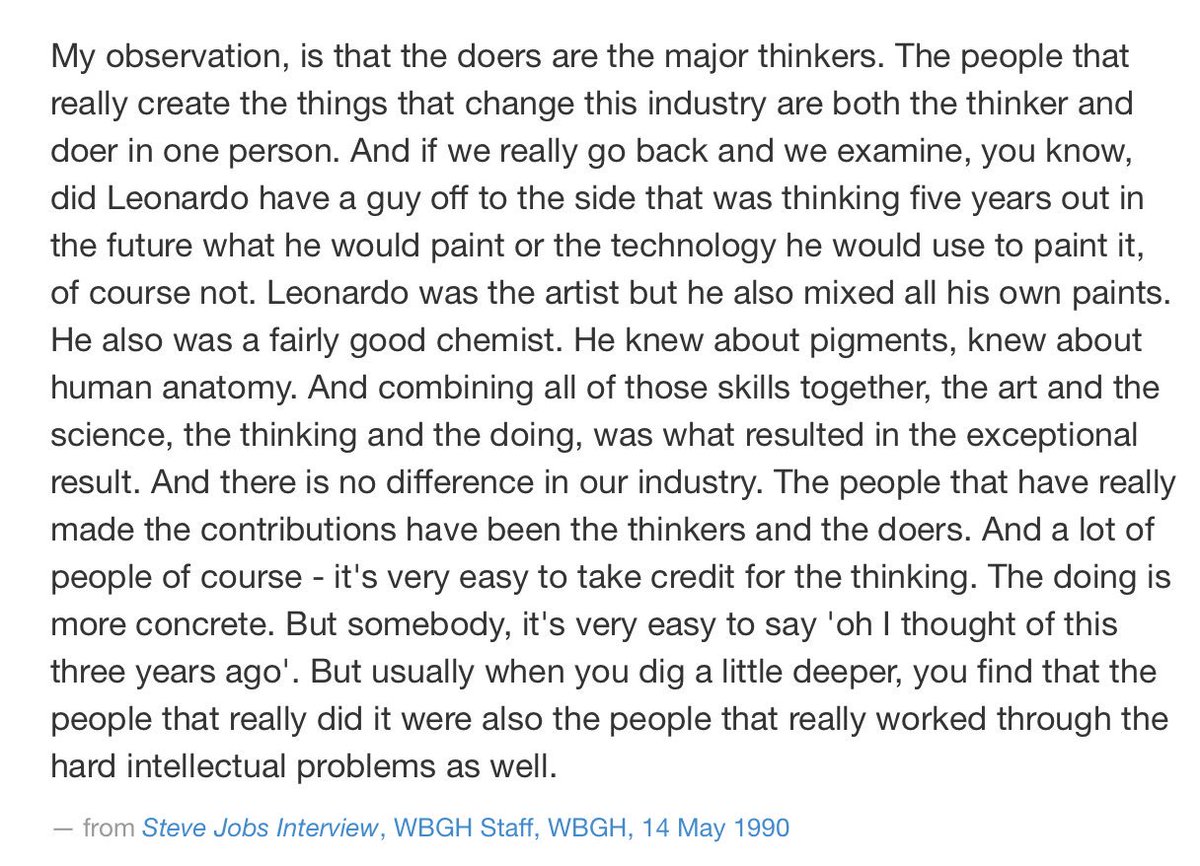 My observation, is that the doers are the major thinkers. The people that
really create the things that change this industry are both the thinker and
doer in one person. And if we really go back and we examine, you know,
did Leonardo have a guy off to the side that was thinking five years out in
the future what he would paint or the technology he would use to paint it,
of course not. Leonardo was the artist but he also mixed all his own paints.
He also was a fairly good chemist. He knew about pigments, knew about
human anatomy. And combining all of those skills together, the art and the
science, the thinking and the doing, was what resulted in the exceptional
result. And there is no difference in our industry. The people that have really
made the contributions have been the thinkers and the doers. And a lot of
people of course - it's very easy to take credit for the thinking. The doing is
more concrete. But somebody, it's very easy to say 'oh I thought of this
three years ago'. But usually when you dig a little deeper, you find that the
people that really did it were also the people that really worked through the
hard intellectual problems as well.
— from Steve Jobs Interview, WBGH Staff, WBGH, 14 May 1990